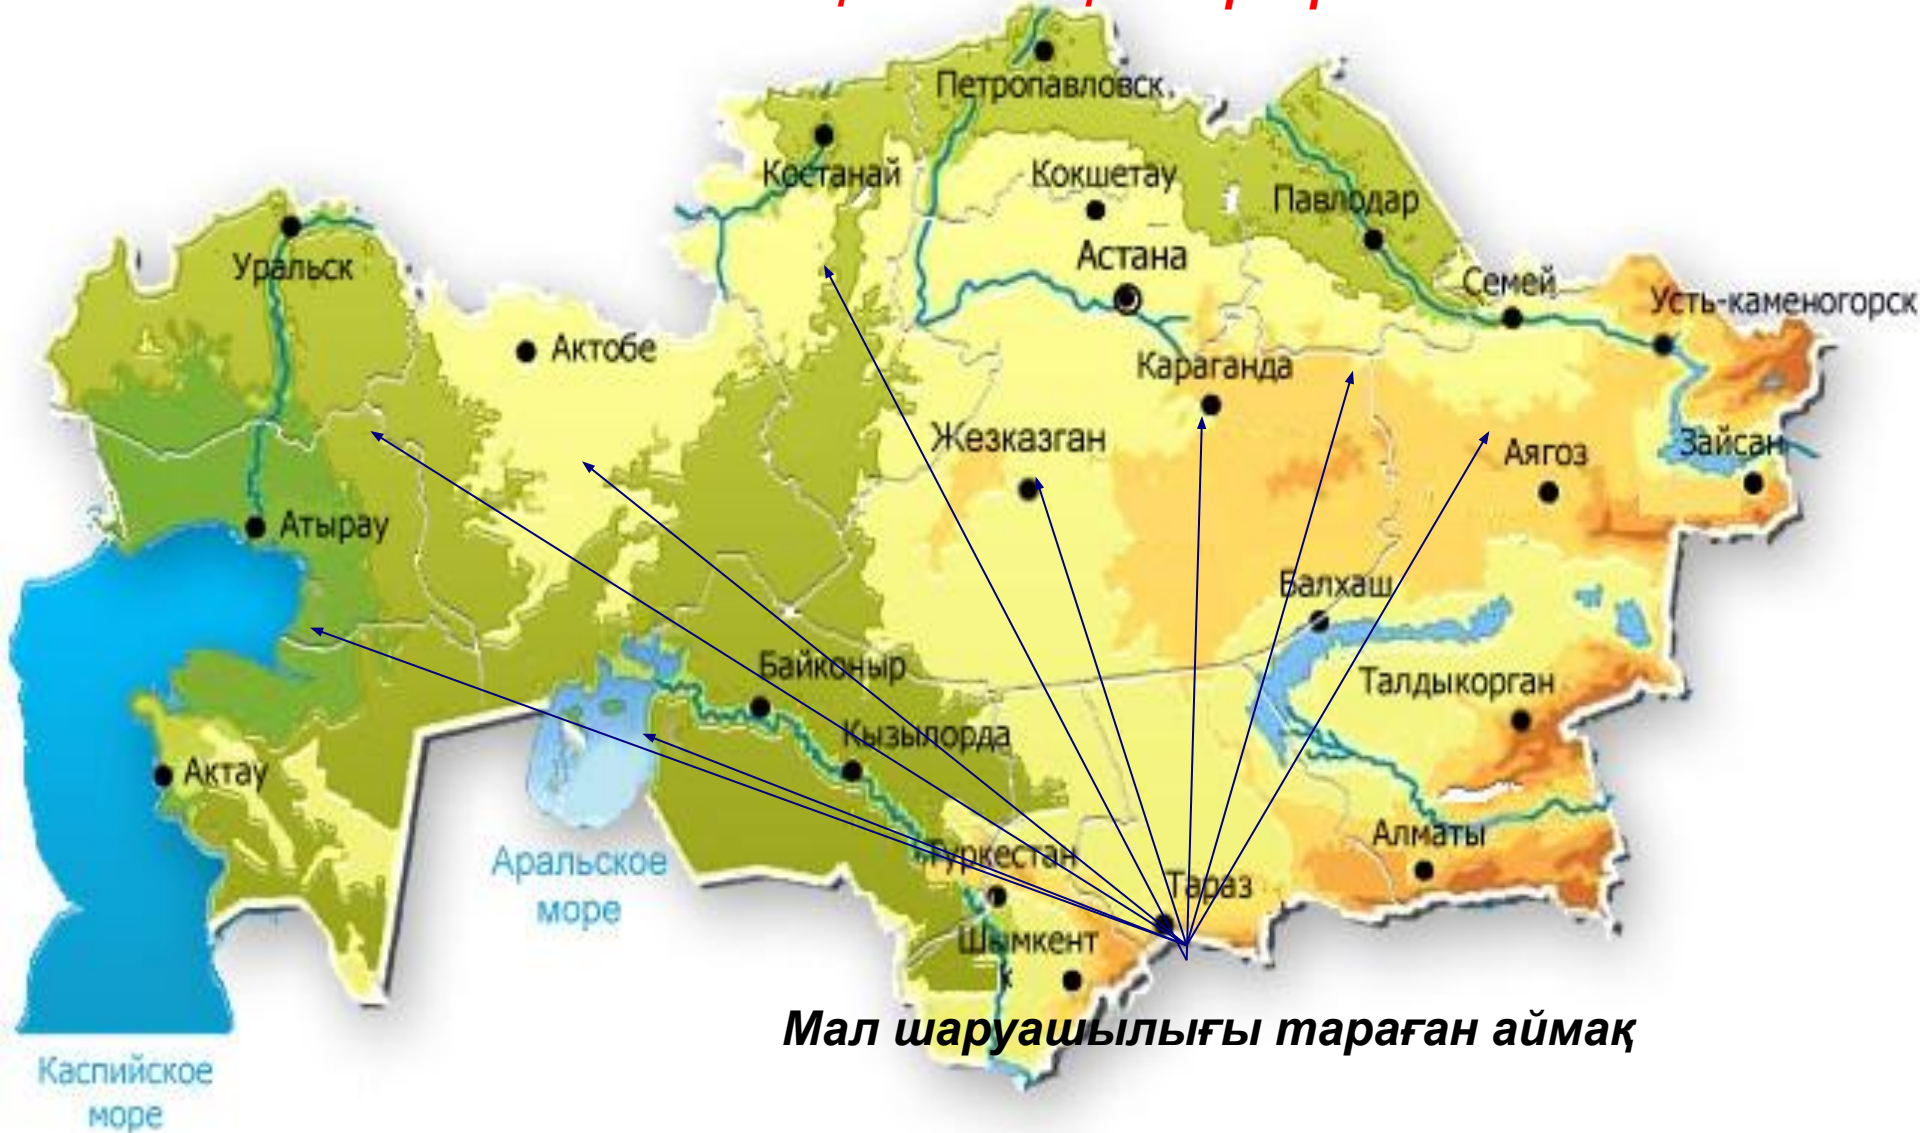 Петропавловск
Костанай
Кокшетау
Павлодар
Астана
Уральск
Семей
Усть-каменогорск
Актобе
Караганда
Жезказган
Аягоз
Зайсан
Атырау
Балхаш
Байконыр
Талдыкорган
Кызылорда
Актау
Алматы
Аральское
море
Туркестан
Тараз
Шымкент
Мал шаруашылығы тараған аймақ
Каспийское
море